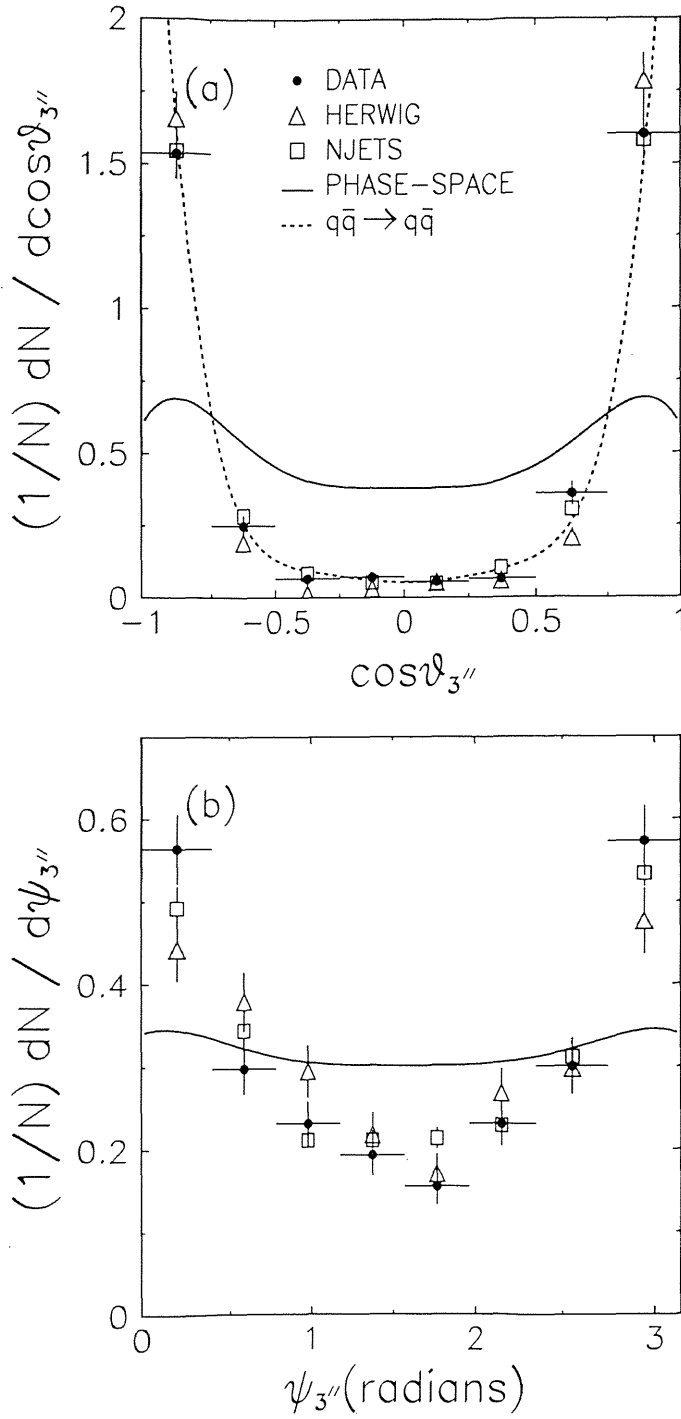 2
1.5
1
0.5
0
(a)
• DATA
△ HERWIG
□ NJETS
— PHASE-SPACE
---- qq̄ → qq̄
(1/N) dN / dcosϑ₃″
-1
-0.5
0
0.5
1
cosϑ₃″
(b)
0.6
0.4
0.2
0
(1/N) dN / dψ₃″
0
1
2
3
ψ₃″(radians)